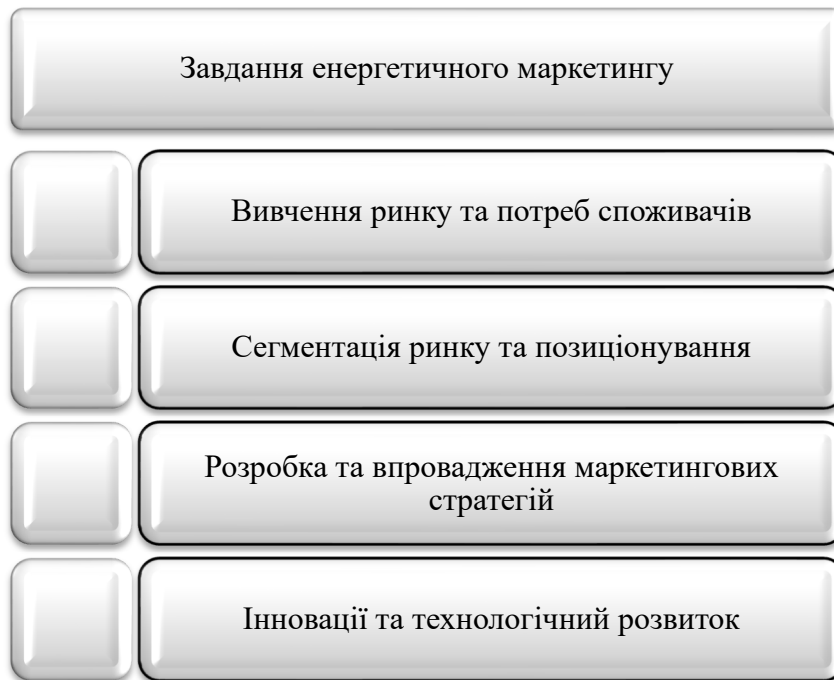 Завдання енергетичного маркетингу
Вивчення ринку та потреб споживачів
Сегментація ринку та позиціонування
Розробка та впровадження маркетингових
стратегій
Інновації та технологічний розвиток